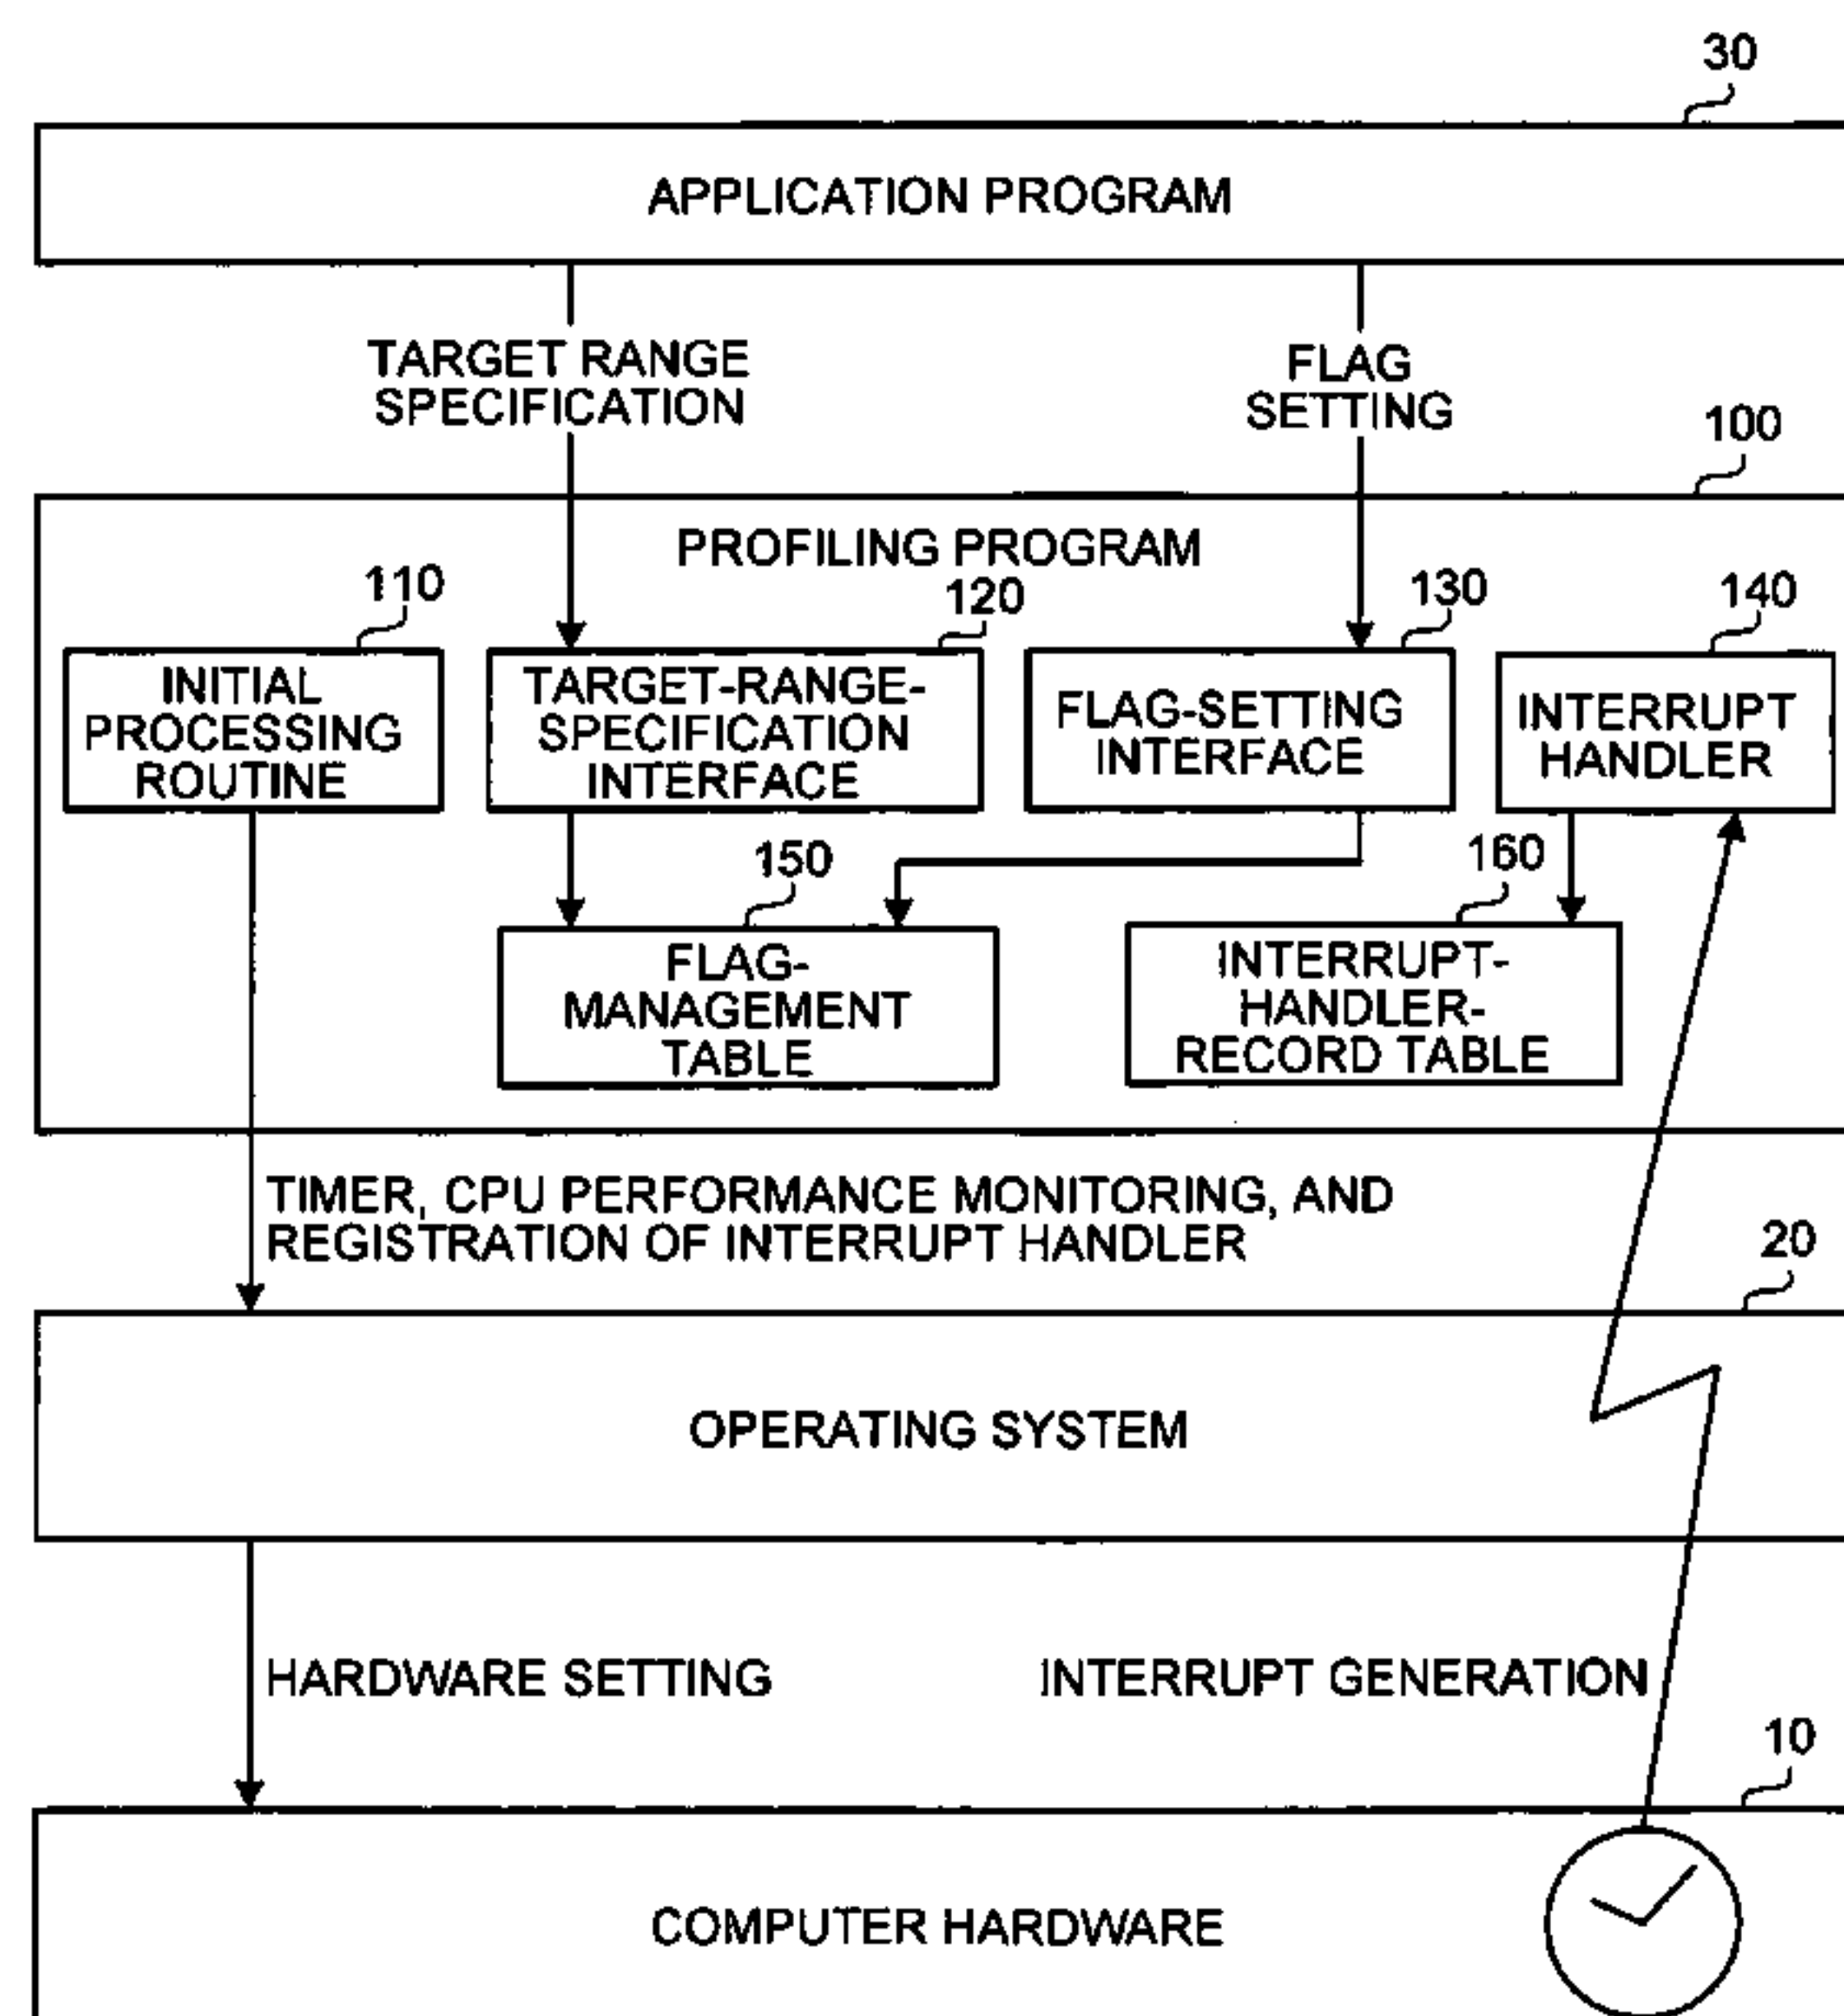 30
APPLICATION PROGRAM
TARGET RANGE
SPECIFICATION
FLAG
SETTING
100
PROFILING PROGRAM
110
120
130
140
INITIAL
PROCESSING
ROUTINE
TARGET-RANGE-
SPECIFICATION
INTERFACE
FLAG-SETTING
INTERFACE
INTERRUPT
HANDLER
150
160
FLAG-
MANAGEMENT
TABLE
INTERRUPT-
HANDLER-
RECORD TABLE
TIMER, CPU PERFORMANCE MONITORING, AND
REGISTRATION OF INTERRUPT HANDLER
20
OPERATING SYSTEM
HARDWARE SETTING
INTERRUPT GENERATION
10
COMPUTER HARDWARE